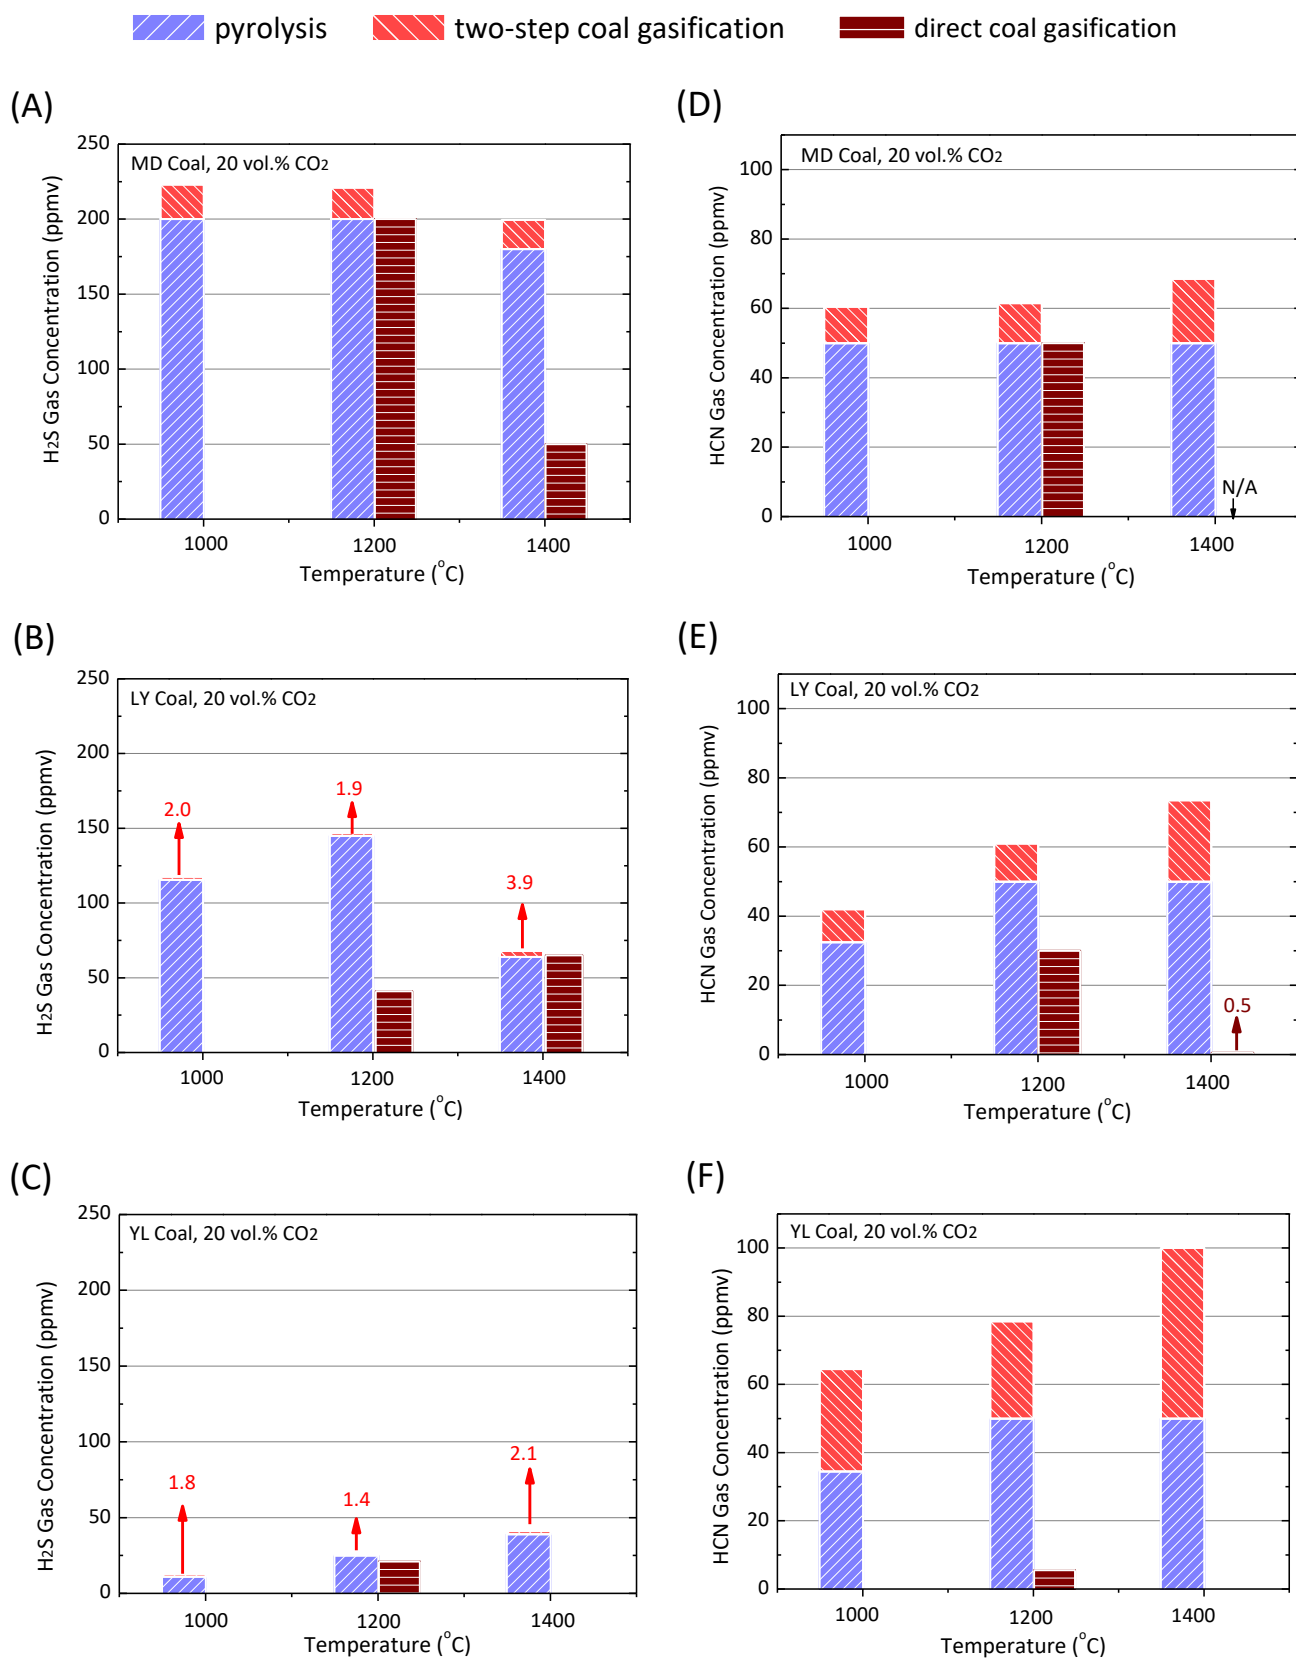 pyrolysis two-step coal gasification direct coal gasification
(A)
MD Coal, 20 vol.% CO2
H2S Gas Concentration (ppmv)
250
200
150
100
50
0
1000 1200 1400
Temperature (°C)
(D)
MD Coal, 20 vol.% CO2
HCN Gas Concentration (ppmv)
100
80
60
40
20
0
N/A
1000 1200 1400
Temperature (°C)
(B)
LY Coal, 20 vol.% CO2
H2S Gas Concentration (ppmv)
250
200
150
100
50
0
2.0
1.9
3.9
1000 1200 1400
Temperature (°C)
(E)
LY Coal, 20 vol.% CO2
HCN Gas Concentration (ppmv)
100
80
60
40
20
0
0.5
1000 1200 1400
Temperature (°C)
(C)
YL Coal, 20 vol.% CO2
H2S Gas Concentration (ppmv)
250
200
150
100
50
0
1.8
1.4
2.1
1000 1200 1400
Temperature (°C)
(F)
YL Coal, 20 vol.% CO2
HCN Gas Concentration (ppmv)
100
80
60
40
20
0
1000 1200 1400
Temperature (°C)